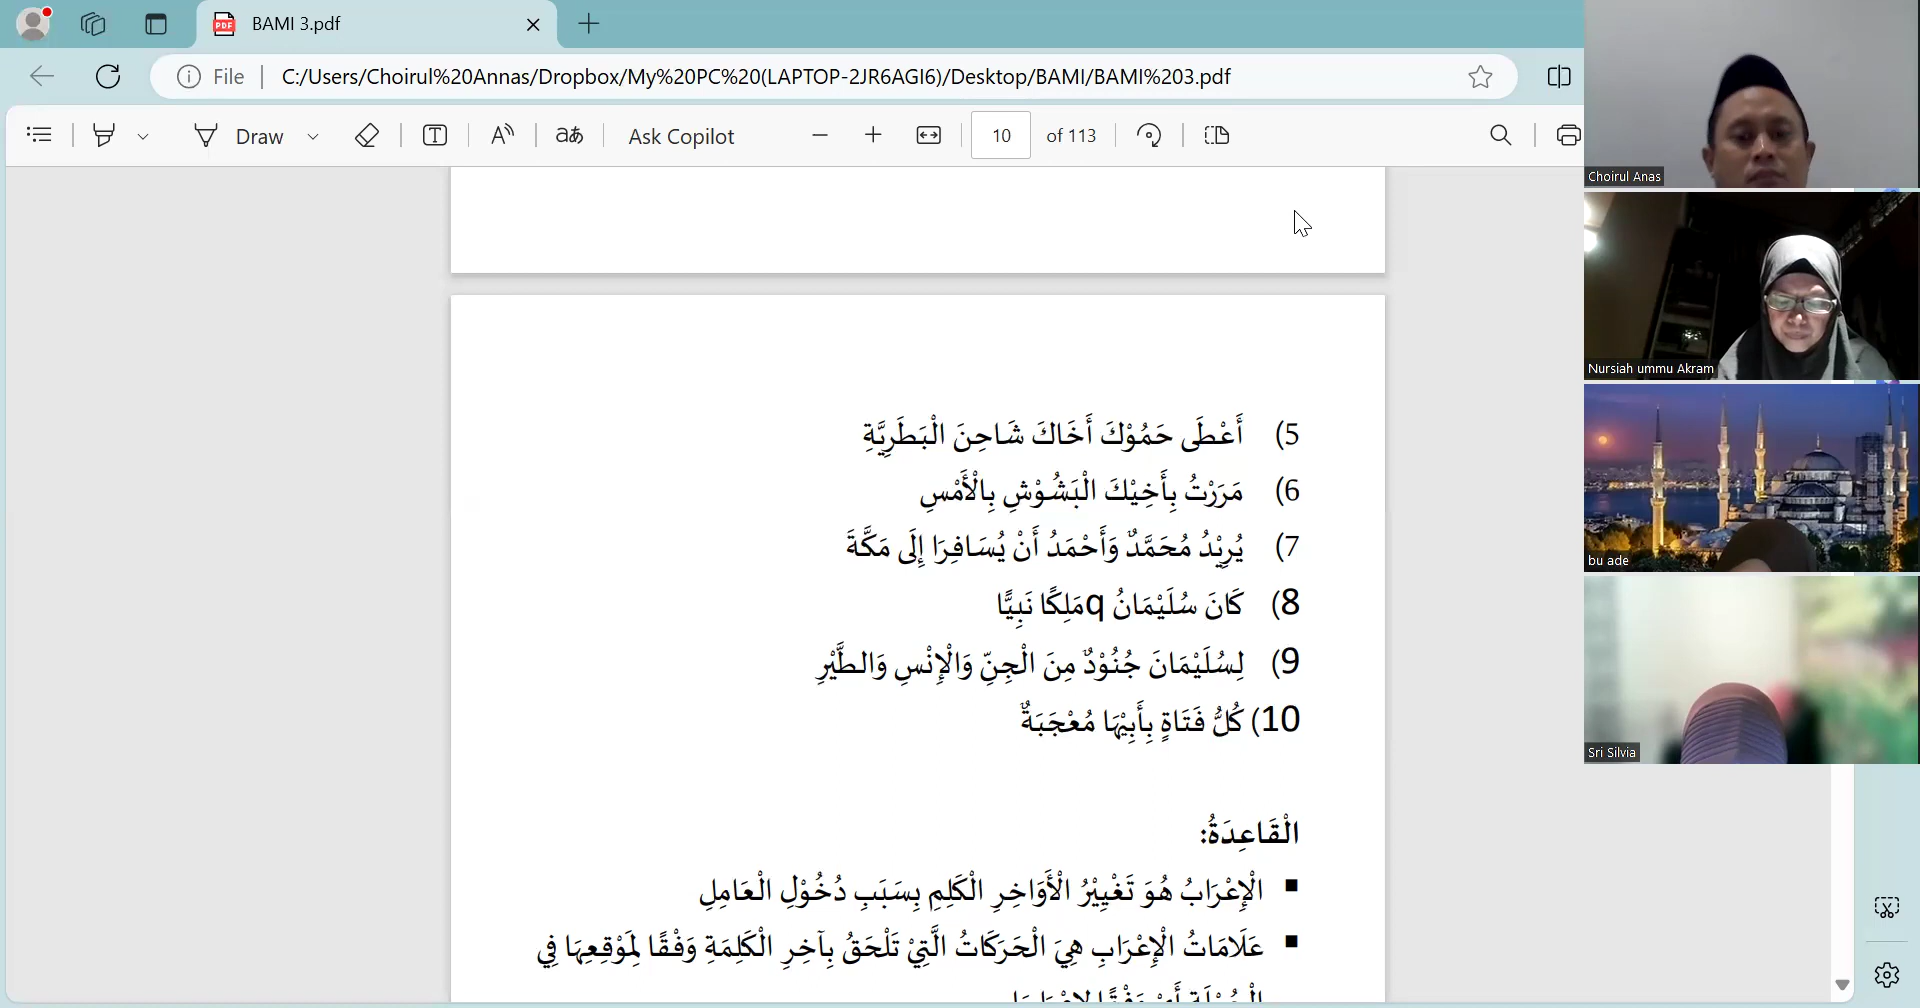 BAMI 3.pdf
File
C:/Users/Choirul%20Annas/Dropbox/My%20PC%20(LAPTOP-2JR6AGI6)/Desktop/BAMI/BAMI%203.pdf
Draw
aあ
Ask Copilot
10 of 113
5) أَعْطَى حَمُوْكَ أَخَاكَ شَاحِنَ الْبَطَرِيَّةِ
6) مَرَرْتُ بِأَخِيْكَ الْبَشُوْشِ بِالْأَمْسِ
7) يُرِيْدُ مُحَمَّدٌ وَأَحْمَدُ أَنْ يُسَافِرَا إِلَى مَكَّةَ
8) كَانَ سُلَيْمَانُ qمَلِكًا نَبِيًّا
9) لِسُلَيْمَانَ جُنُوْدٌ مِنَ الْجِنِّ وَالْإِنْسِ وَالطَّيْرِ
10) كُلُّ فَتَاةٍ بِأَبِيْهَا مُعْجَبَةٌ
الْقَاعِدَةُ:
▪ الْإِعْرَابُ هُوَ تَغْيِيْرُ الْأَوَاخِرِ الْكَلِمِ بِسَبَبِ دُخُوْلِ الْعَامِلِ
▪ عَلَامَاتُ الْإِعْرَابِ هِيَ الْحَرَكَاتُ الَّتِيْ تَلْحَقُ بِآخِرِ الْكَلِمَةِ وَفْقًا لِمَوْقِعِهَا فِي
Choirul Anas
Nursiah ummu Akram
bu ade
Sri Silvia